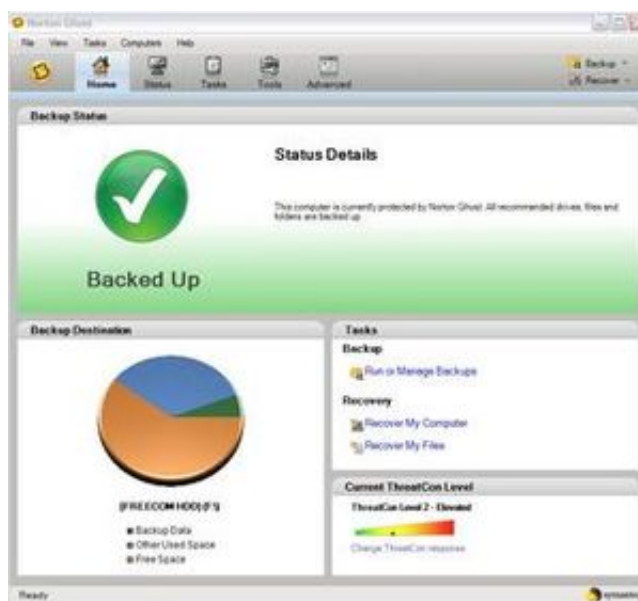 Norton Ghost
File View Tasks Computers Help
Home Status Tasks Tools Advanced
Backup
Recover
Backup Status
Status Details
This computer is currently protected by Norton Ghost. All recommended drives, files and
folders are backed up.
Backed Up
Backup Destination
[FREECOM HDD] (F:\)
Backup Data
Other Used Space
Free Space
Tasks
Backup
Run or Manage Backups
Recovery
Recover My Computer
Recover My Files
Current ThreatCon Level
ThreatCon Level 2 - Elevated
Change ThreatCon response
Ready
symantec